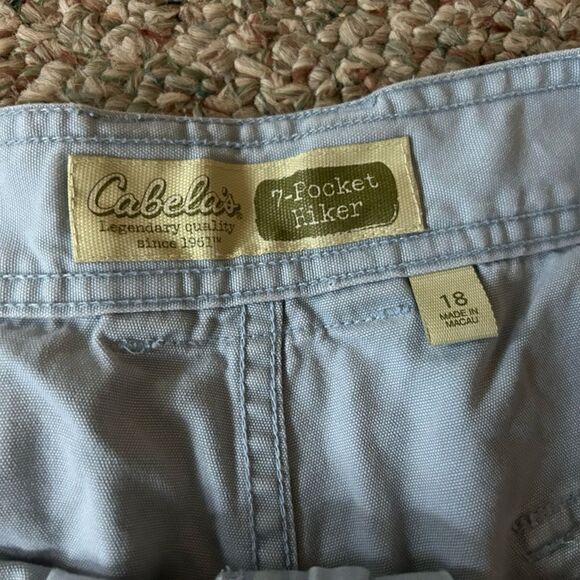 Cabela's®
Legendary quality
since 1961™
7-Pocket
Hiker
18
MADE IN
MACAU